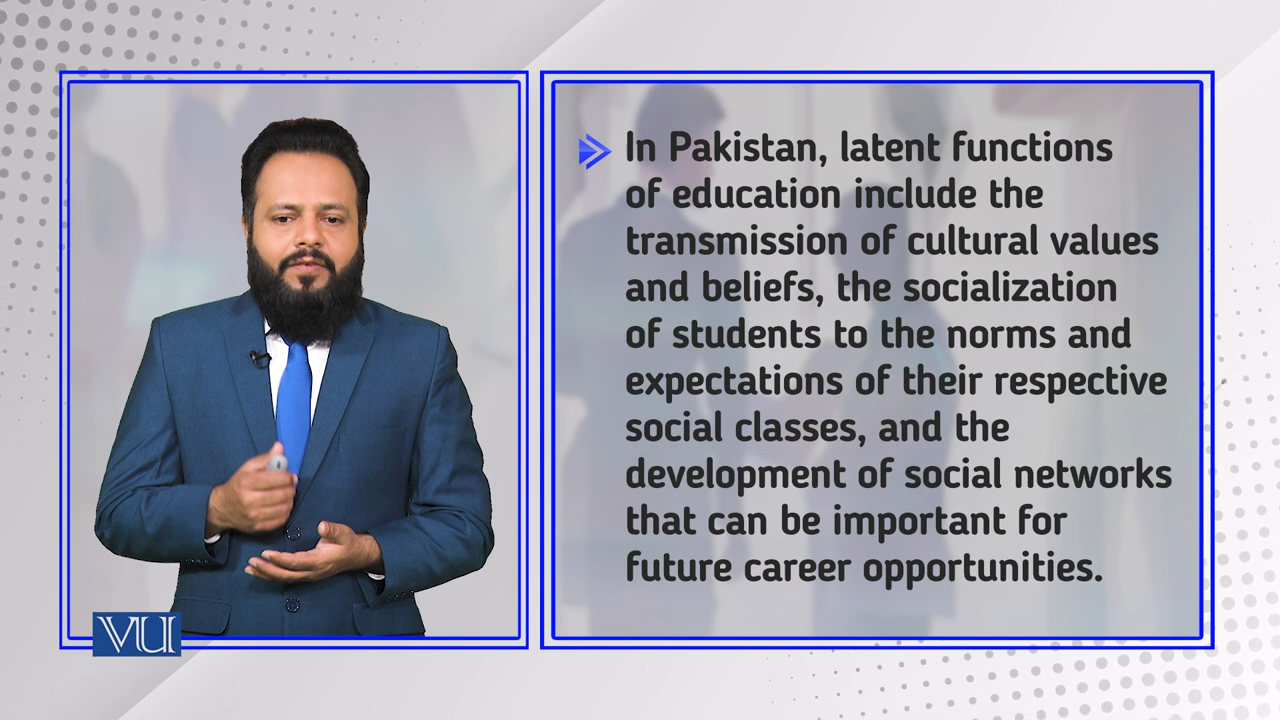 In Pakistan, latent functions
of education include the
transmission of cultural values
and beliefs, the socialization
of students to the norms and
expectations of their respective
social classes, and the
development of social networks
that can be important for
future career opportunities.
VU